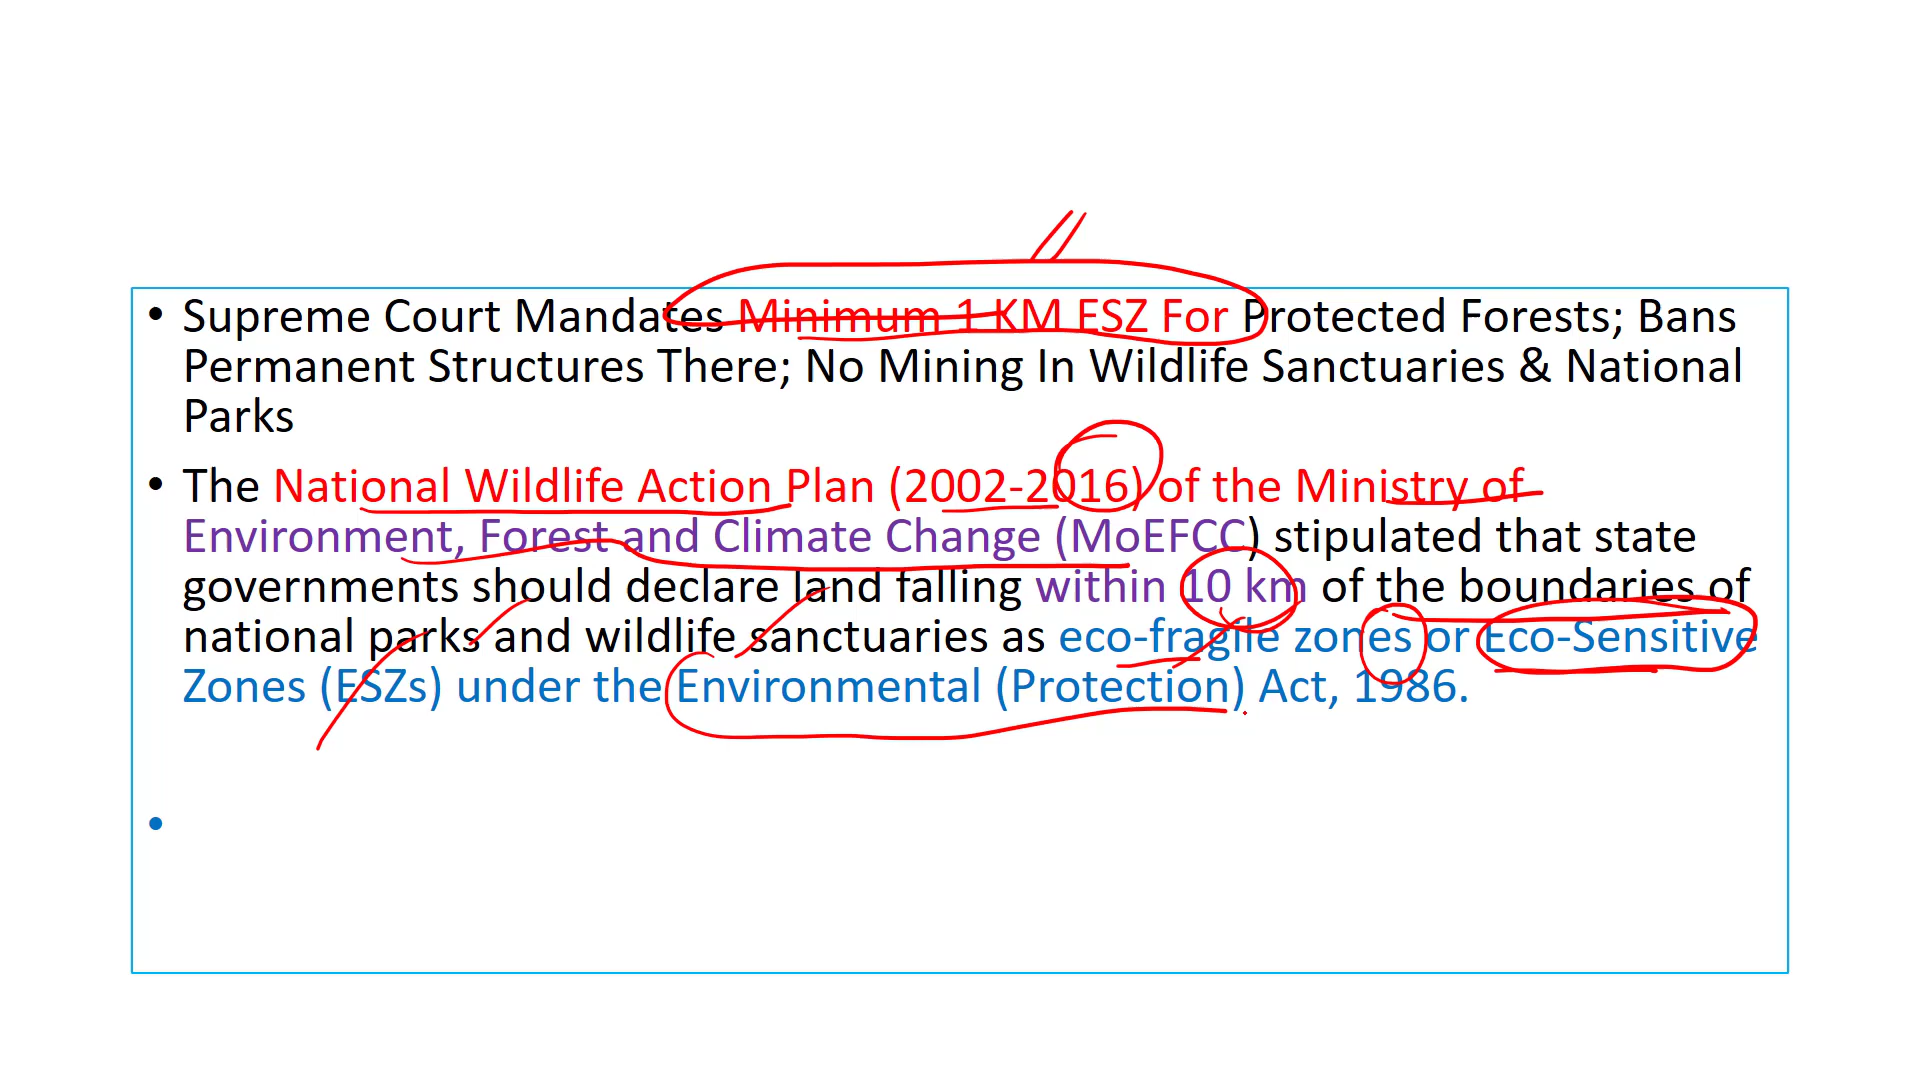 • Supreme Court Mandates Minimum 1 KM ESZ For Protected Forests; Bans
Permanent Structures There; No Mining In Wildlife Sanctuaries & National
Parks
• The National Wildlife Action Plan (2002-2016) of the Ministry of
Environment, Forest and Climate Change (MoEFCC) stipulated that state
governments should declare land falling within 10 km of the boundaries of
national parks and wildlife sanctuaries as eco-fragile zones or Eco-Sensitive
Zones (ESZs) under the Environmental (Protection) Act, 1986.
•